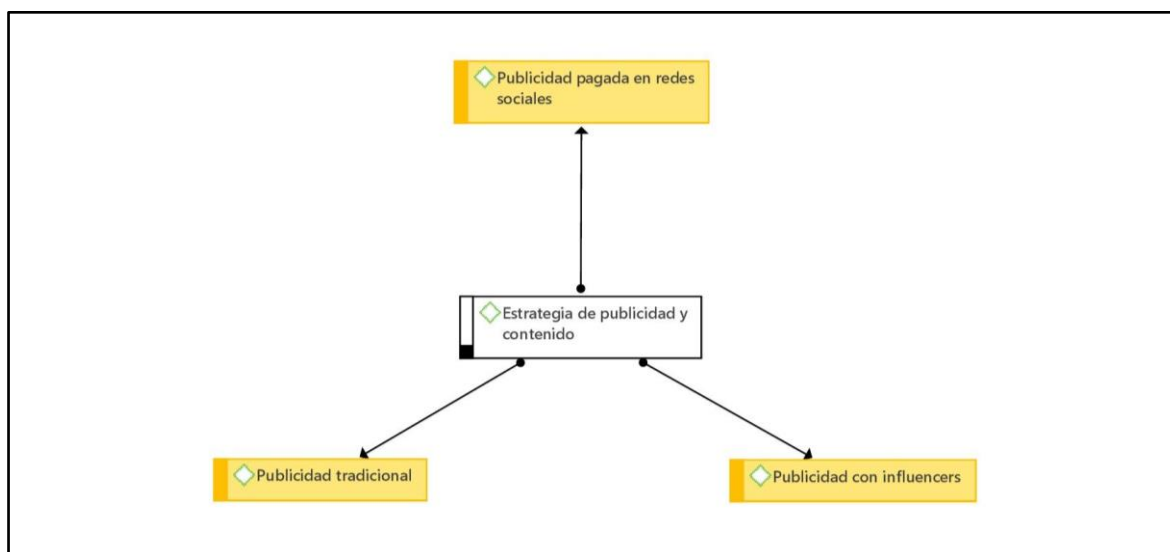 Publicidad pagada en redes
sociales
Estrategia de publicidad y
contenido
Publicidad tradicional
Publicidad con influencers